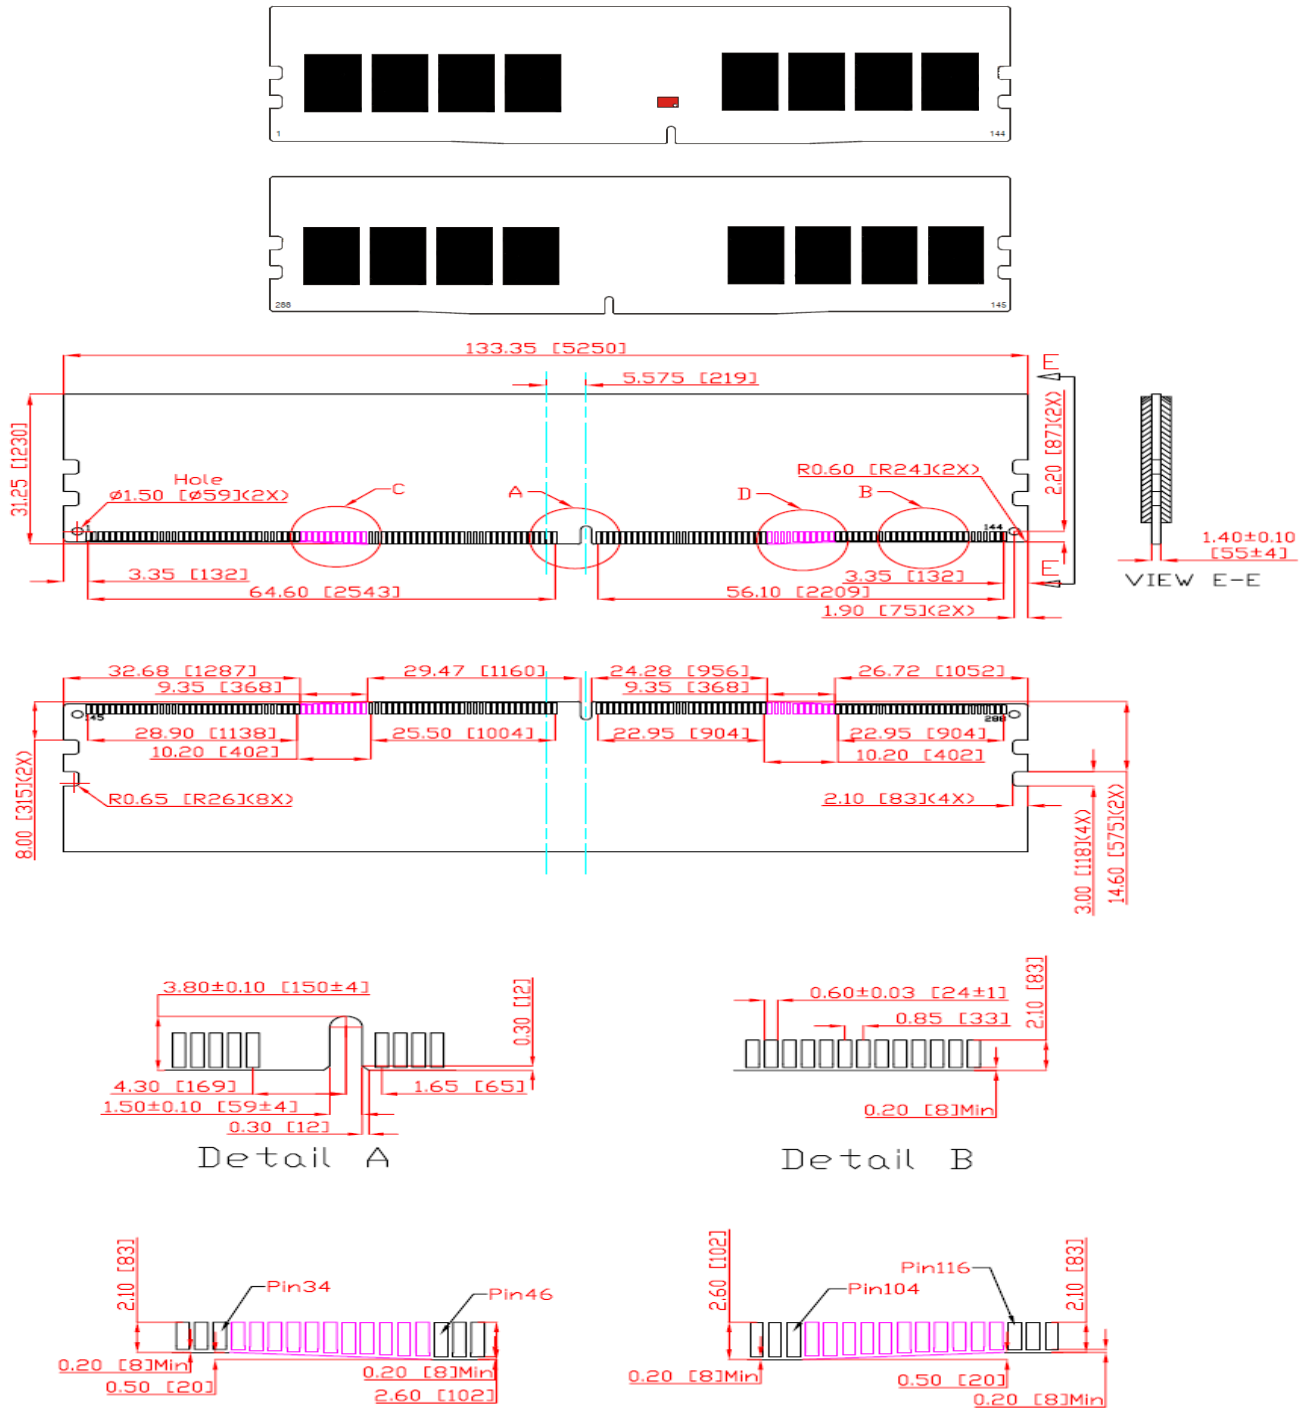 1
144
288
145
133.35 [5250]
E
5.575 [219]
31.25 [1230]
2.20 [87](2X)
Hole
Ø1.50 [Ø59](2X)
C
A
D
B
R0.60 [R24](2X)
1
144
1.40±0.10
[55±4]
VIEW E-E
E
3.35 [132]
3.35 [132]
64.60 [2543]
56.10 [2209]
1.90 [75](2X)
32.68 [1287]
29.47 [1160]
24.28 [956]
26.72 [1052]
9.35 [368]
9.35 [368]
145
288
28.90 [1138]
25.50 [1004]
22.95 [904]
22.95 [904]
10.20 [402]
10.20 [402]
8.00 [315](2X)
R0.65 [R26](8X)
2.10 [83](4X)
3.00 [118](4X)
14.60 [575](2X)
3.80±0.10 [150±4]
0.30 [12]
4.30 [169]
1.65 [65]
1.50±0.10 [59±4]
0.30 [12]
Detail A
0.60±0.03 [24±1]
2.10 [83]
0.85 [33]
0.20 [8]Min
Detail B
2.10 [83]
Pin34
Pin46
0.20 [8]Min
0.20 [8]Min
0.50 [20]
2.60 [102]
2.60 [102]
Pin116
Pin104
2.10 [83]
0.20 [8]Min
0.50 [20]
0.20 [8]Min